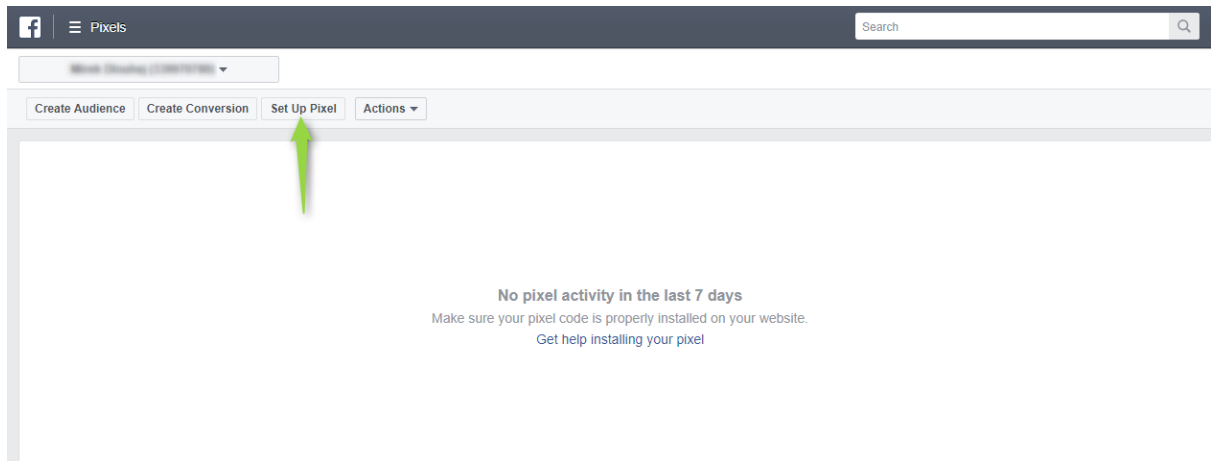 Pixels
Search
Create Audience Create Conversion Set Up Pixel Actions
No pixel activity in the last 7 days
Make sure your pixel code is properly installed on your website.
Get help installing your pixel